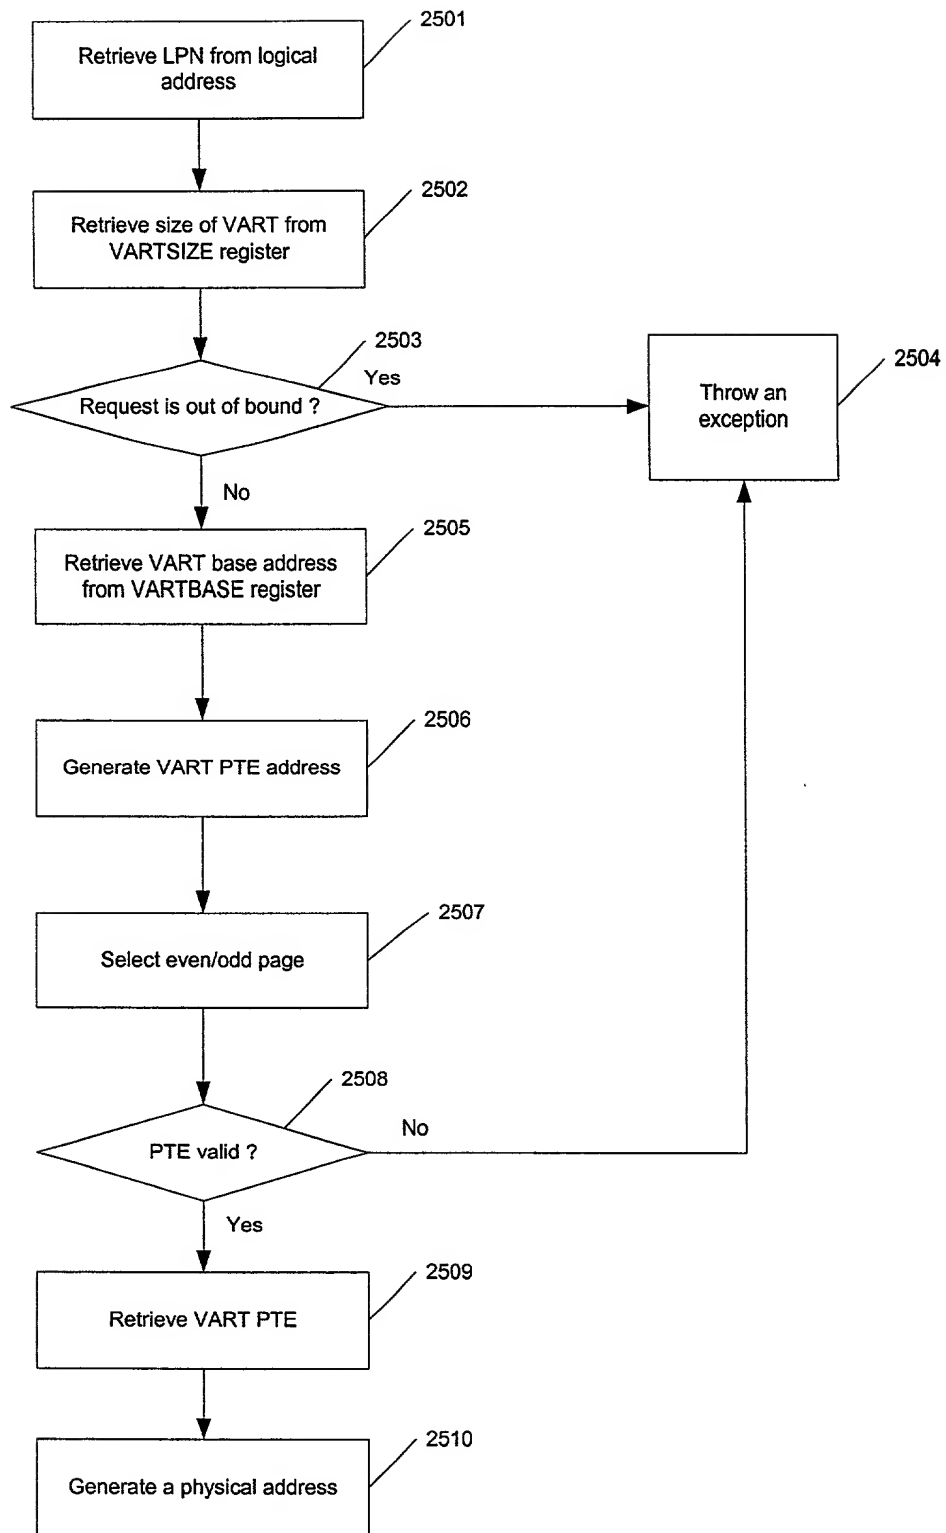 2501
Retrieve LPN from logical
address
2502
Retrieve size of VART from
VARTSIZE register
2503
Yes
Request is out of bound ?
2504
Throw an
exception
No
2505
Retrieve VART base address
from VARTBASE register
2506
Generate VART PTE address
2507
Select even/odd page
2508
No
PTE valid ?
Yes
2509
Retrieve VART PTE
2510
Generate a physical address